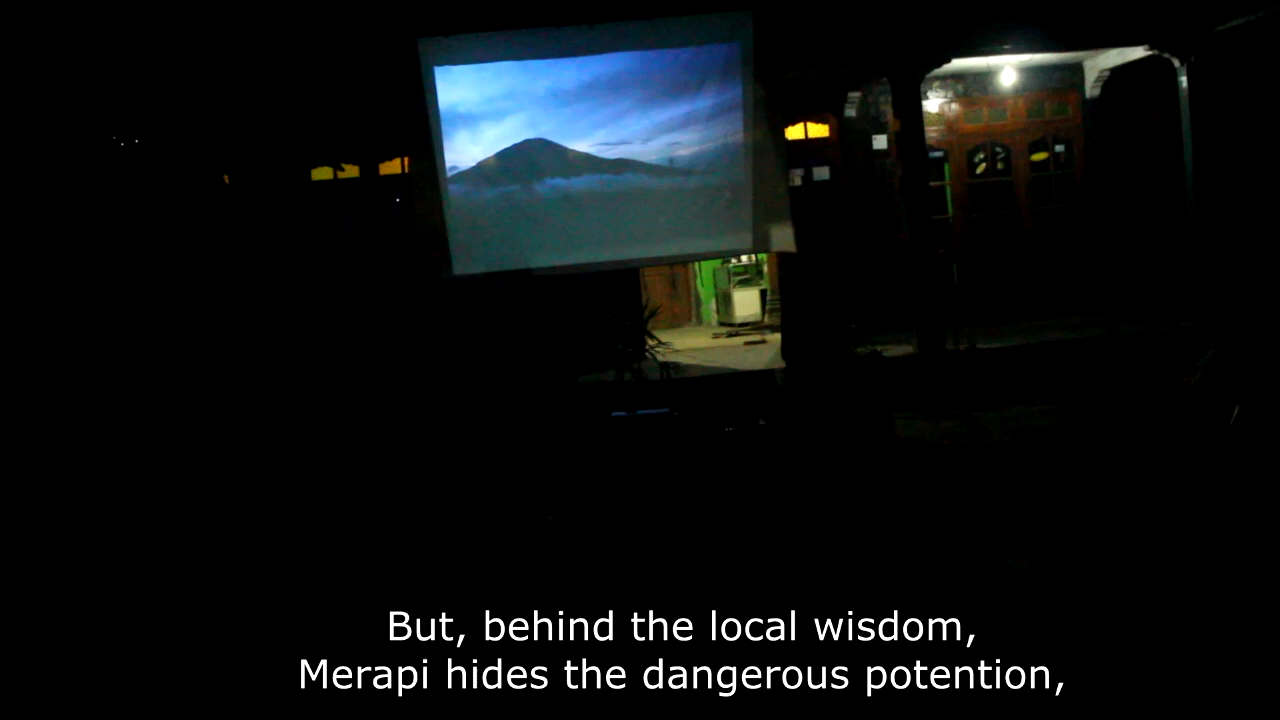 But, behind the local wisdom,
Merapi hides the dangerous potention,